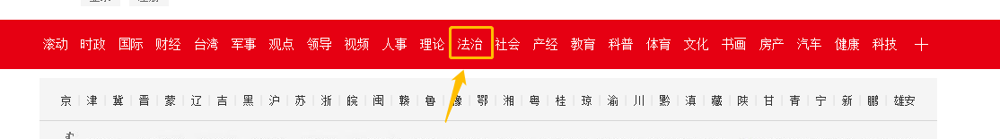 滚动 时政 国际 财经 台湾 军事 观点 领导 视频 人事 理论 法治 社会 产经 教育 科普 体育 文化 书画 房产 汽车 健康 科技 +
京 津 冀 晋 蒙 辽 吉 黑 沪 苏 浙 皖 闽 赣 鲁 豫 鄂 湘 粤 桂 琼 渝 川 黔 滇 藏 陕 甘 青 宁 新 鹏 雄安